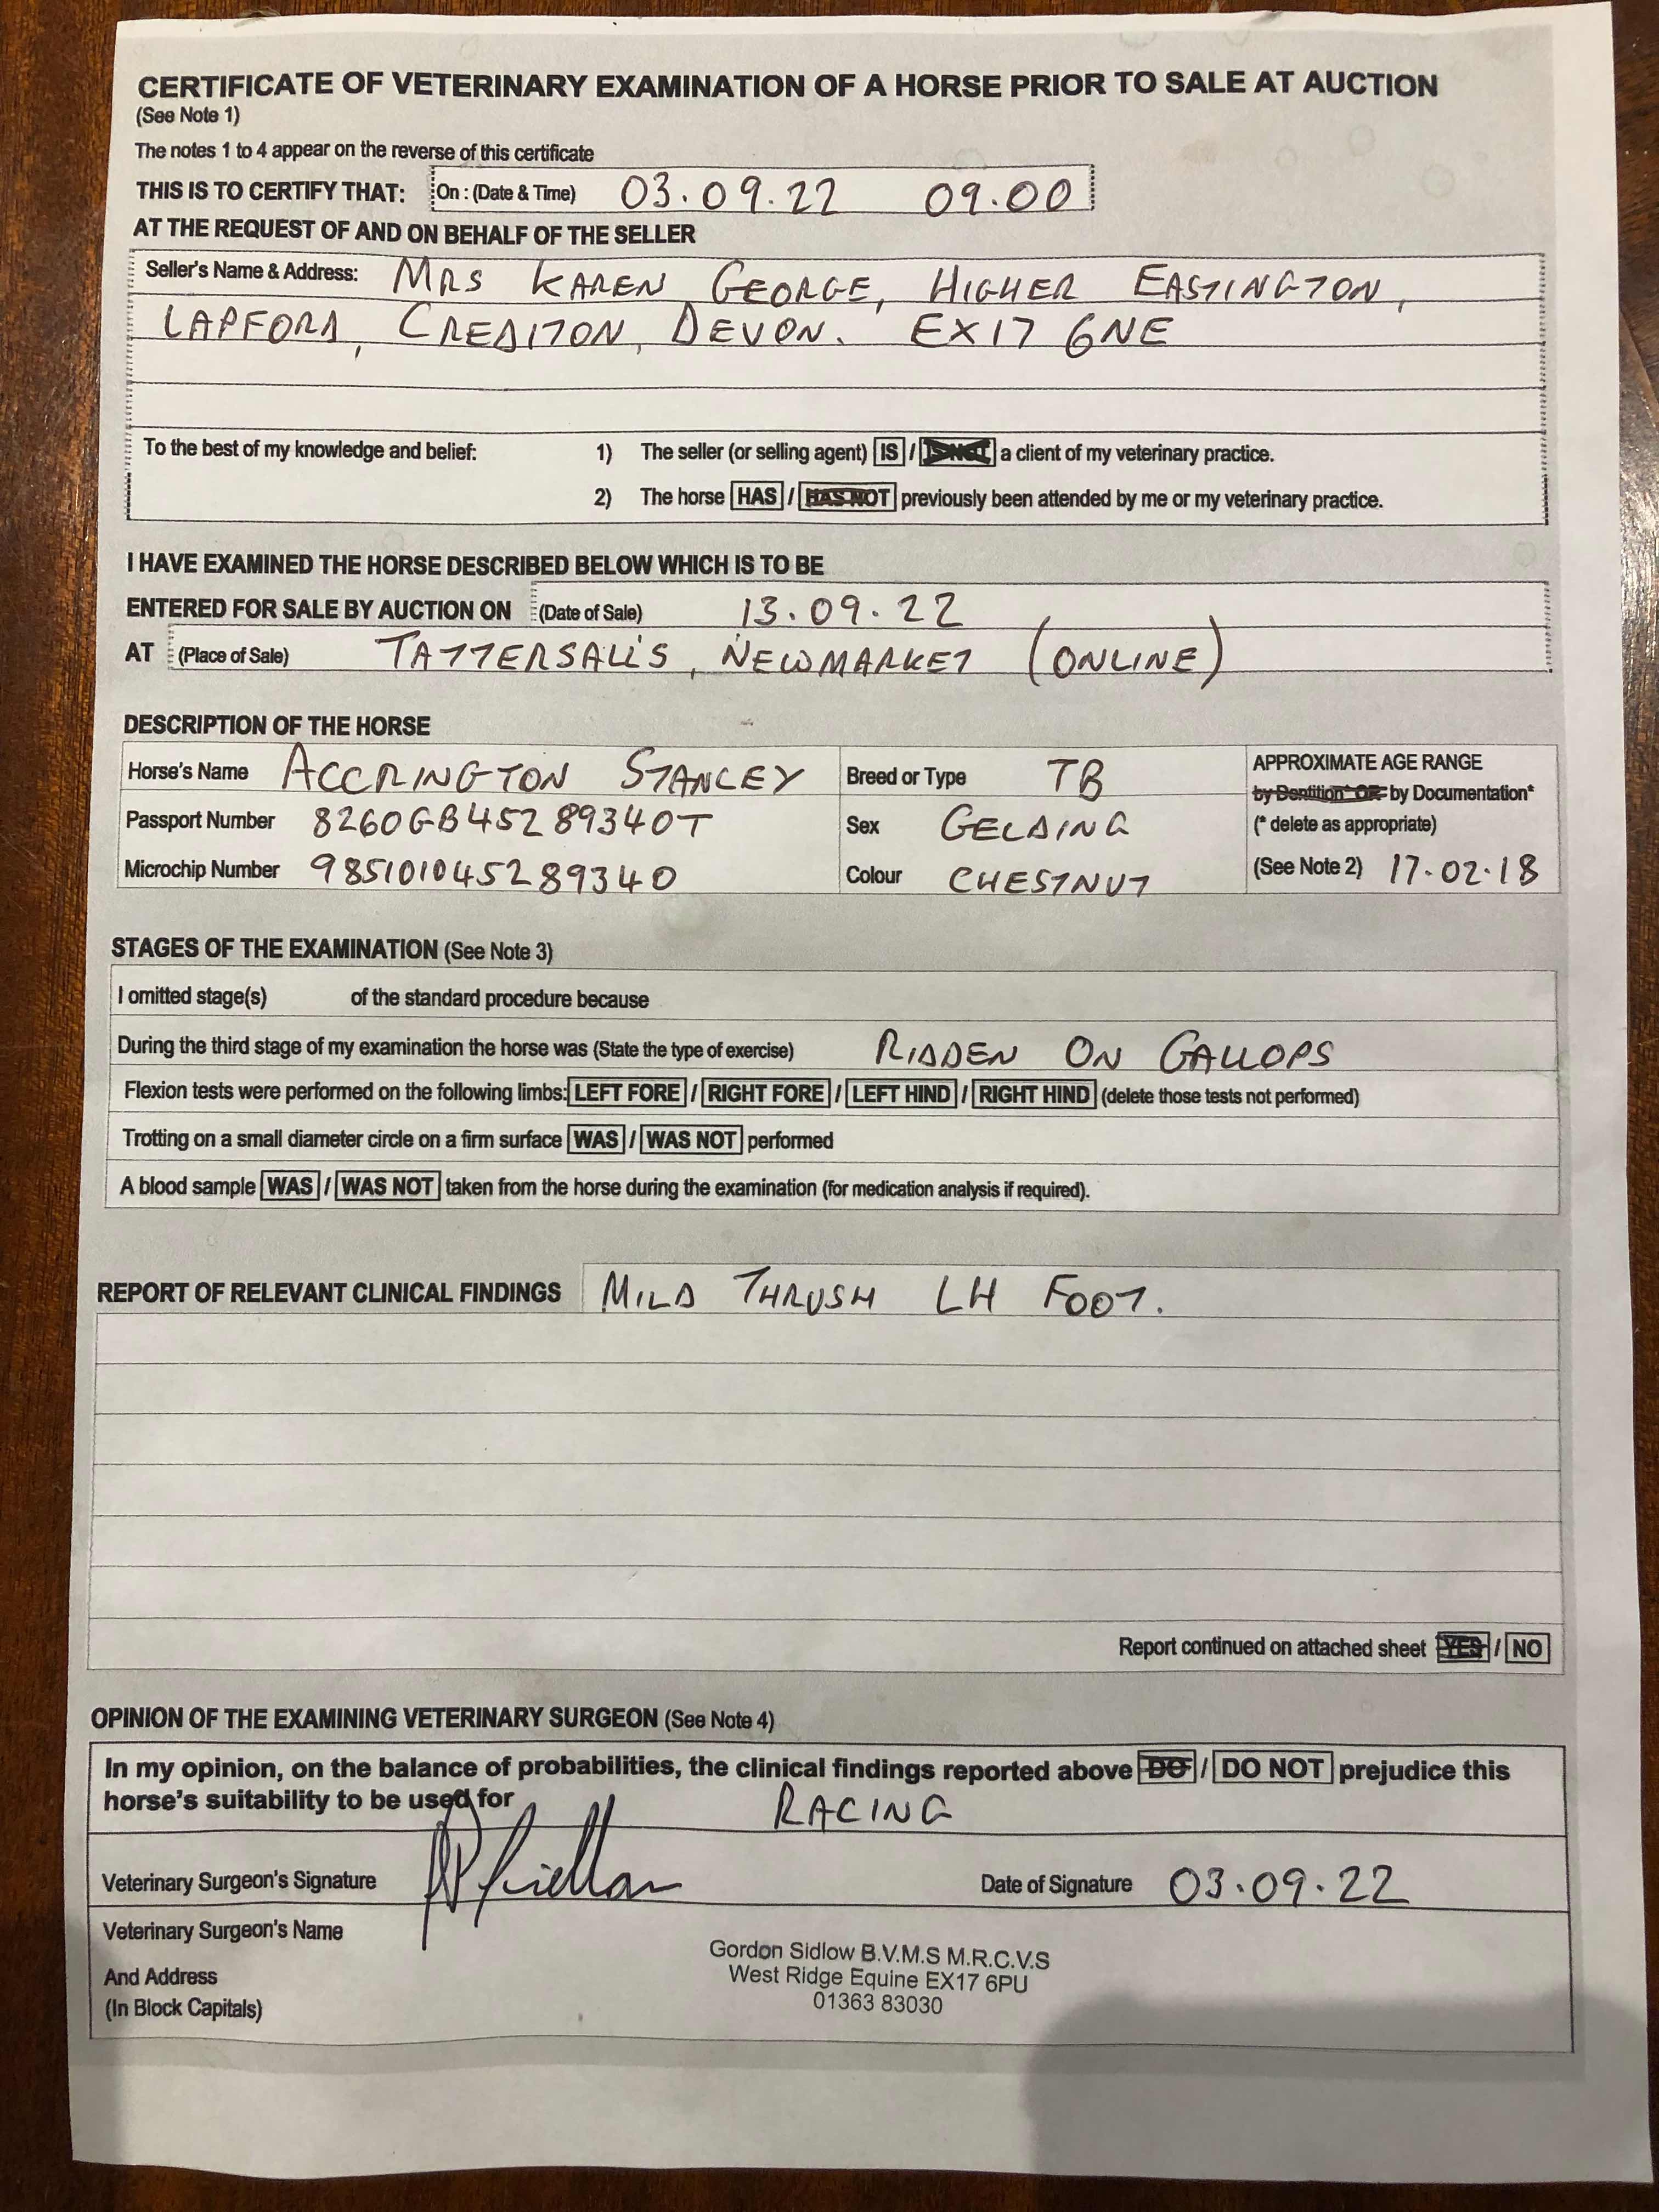 CERTIFICATE OF VETERINARY EXAMINATION OF A HORSE PRIOR TO SALE AT AUCTION
(See Note 1)
The notes 1 to 4 appear on the reverse of this certificate
THIS IS TO CERTIFY THAT: On : (Date & Time) 03.09.22 09.00
AT THE REQUEST OF AND ON BEHALF OF THE SELLER
Seller's Name & Address: MRS KAREN GEORGE, HIGHER EASTINGTON,
LAPFORD, CREDITON, DEVON. EX17 6NE
To the best of my knowledge and belief: 1) The seller (or selling agent) IS / IS NOT a client of my veterinary practice.
2) The horse HAS / HAS NOT previously been attended by me or my veterinary practice.
I HAVE EXAMINED THE HORSE DESCRIBED BELOW WHICH IS TO BE
ENTERED FOR SALE BY AUCTION ON (Date of Sale) 13.09.22
AT (Place of Sale) TATTERSALLS, NEWMARKET (ONLINE)
DESCRIPTION OF THE HORSE
Horse's Name ACCRINGTON STANLEY Breed or Type TB APPROXIMATE AGE RANGE
by Dentition* OR by Documentation*
Passport Number 8260GB45289340T Sex GELDING (* delete as appropriate)
Microchip Number 985101045289340 Colour CHESTNUT (See Note 2) 17.02.18
STAGES OF THE EXAMINATION (See Note 3)
I omitted stage(s) of the standard procedure because
During the third stage of my examination the horse was (State the type of exercise) RIDDEN ON GALLOPS
Flexion tests were performed on the following limbs: LEFT FORE / RIGHT FORE / LEFT HIND / RIGHT HIND (delete those tests not performed)
Trotting on a small diameter circle on a firm surface WAS / WAS NOT performed
A blood sample WAS / WAS NOT taken from the horse during the examination (for medication analysis if required).
REPORT OF RELEVANT CLINICAL FINDINGS MILD THRUSH LH FOOT.
Report continued on attached sheet YES / NO
OPINION OF THE EXAMINING VETERINARY SURGEON (See Note 4)
In my opinion, on the balance of probabilities, the clinical findings reported above DO / DO NOT prejudice this
horse's suitability to be used for RACING
Veterinary Surgeon's Signature Date of Signature 03.09.22
Veterinary Surgeon's Name
And Address
(In Block Capitals)
Gordon Sidlow B.V.M.S M.R.C.V.S
West Ridge Equine EX17 6PU
01363 83030